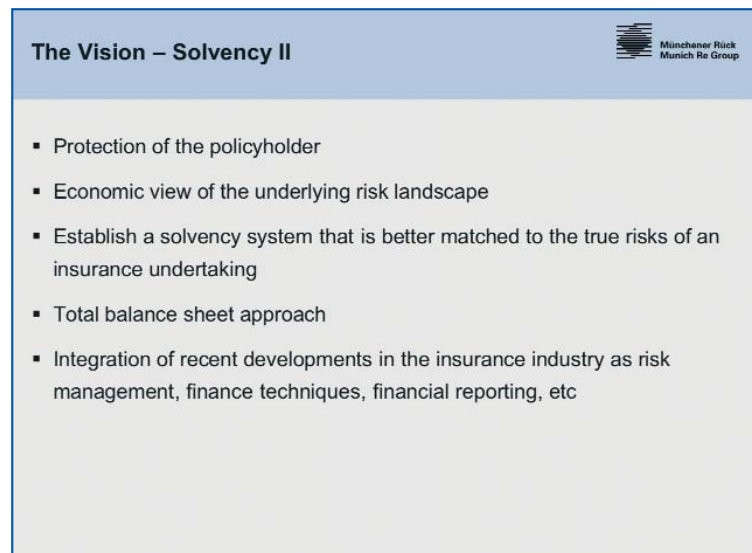 The Vision – Solvency II
Münchener Rück
Munich Re Group
▪ Protection of the policyholder
▪ Economic view of the underlying risk landscape
▪ Establish a solvency system that is better matched to the true risks of an
insurance undertaking
▪ Total balance sheet approach
▪ Integration of recent developments in the insurance industry as risk
management, finance techniques, financial reporting, etc